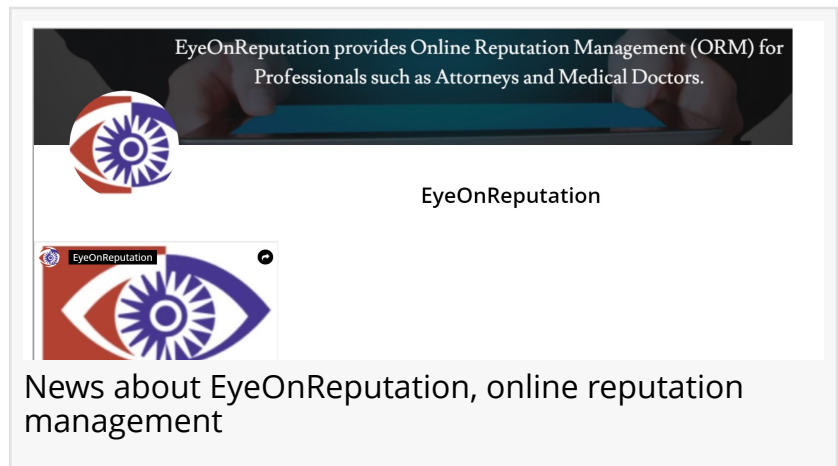 EyeOnReputation provides Online Reputation Management (ORM) for
Professionals such as Attorneys and Medical Doctors.
EyeOnReputation
EyeOnReputation
News about EyeOnReputation, online reputation
management